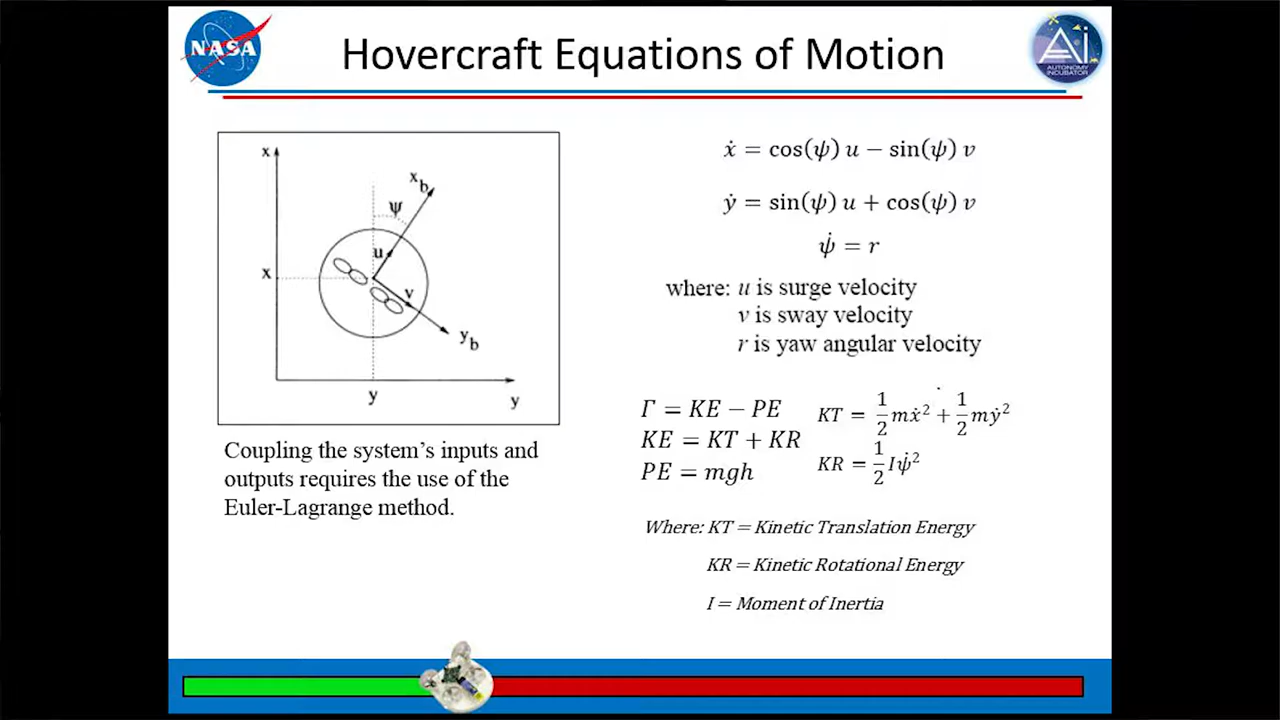 NASA
Hovercraft Equations of Motion
Ai
AUTONOMY
INCUBATOR
x
x_b
ψ
u
x
v
y_b
y
y
Coupling the system’s inputs and
outputs requires the use of the
Euler-Lagrange method.
ẋ = cos(ψ) u − sin(ψ) v
ẏ = sin(ψ) u + cos(ψ) v
ψ̇ = r
where: u is surge velocity
v is sway velocity
r is yaw angular velocity
Γ = KE − PE
KE = KT + KR
PE = mgh
KT = 1/2 mẋ² + 1/2 mẏ²
KR = 1/2 Iψ̇²
Where: KT = Kinetic Translation Energy
KR = Kinetic Rotational Energy
I = Moment of Inertia